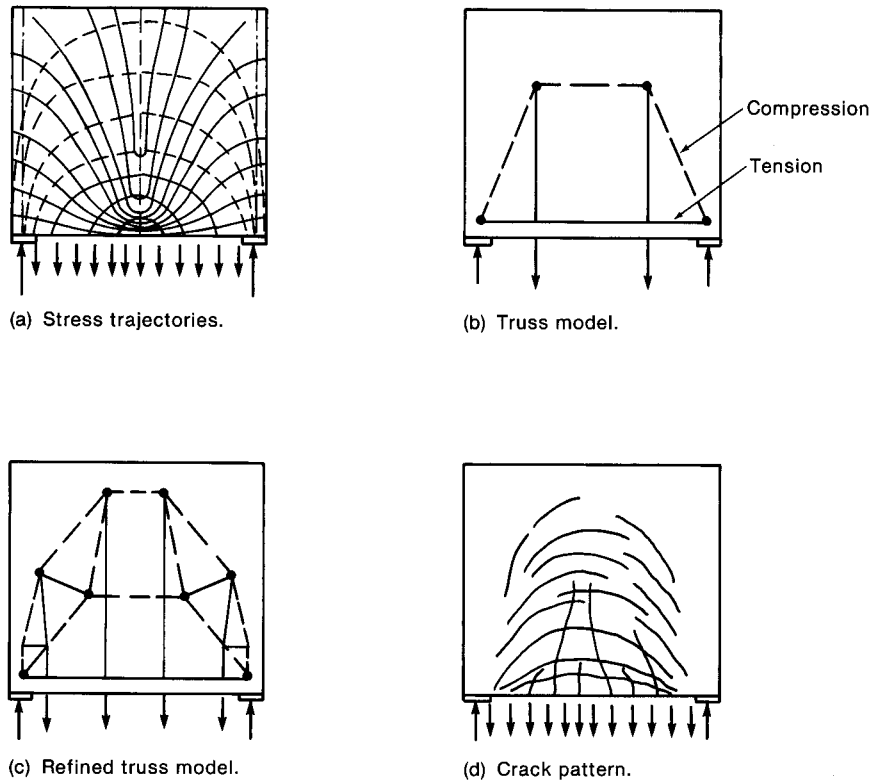 Compression
Tension
(a) Stress trajectories.
(b) Truss model.
(c) Refined truss model.
(d) Crack pattern.